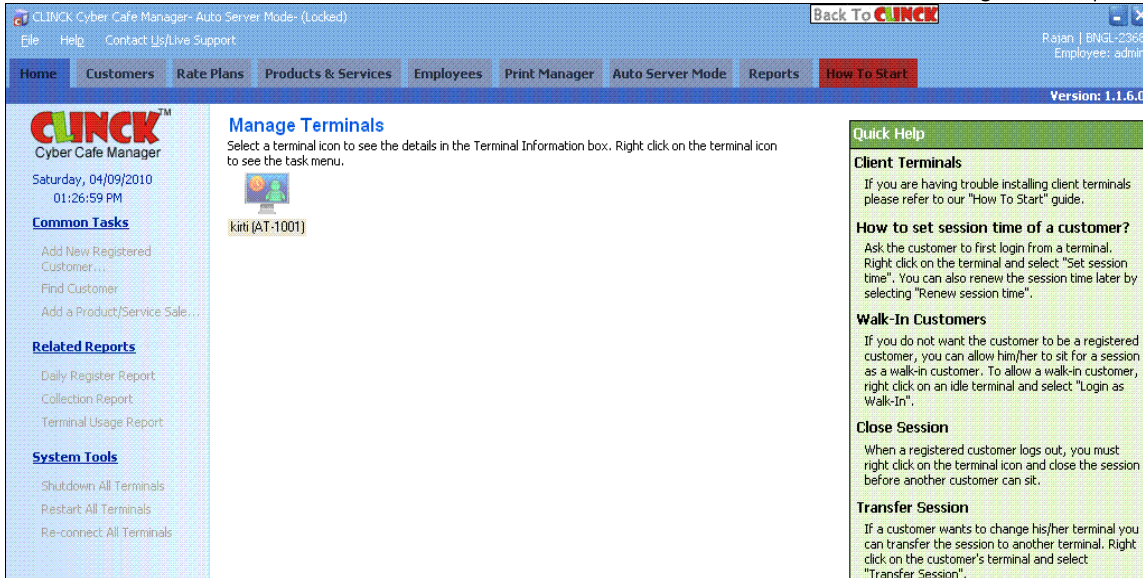 CLINCK Cyber Cafe Manager- Auto Server Mode- (Locked)
Back To CLINCK
File Help Contact Us/Live Support
Rajan | BNGL-2368
Employee: admin
Home Customers Rate Plans Products & Services Employees Print Manager Auto Server Mode Reports How To Start
Version: 1.1.6.0
CLINCK TM
Cyber Cafe Manager
Saturday, 04/09/2010
01:26:59 PM
Common Tasks
Add New Registered
Customer...
Find Customer
Add a Product/Service Sale...
Related Reports
Daily Register Report
Collection Report
Terminal Usage Report
System Tools
Shutdown All Terminals
Restart All Terminals
Re-connect All Terminals
Manage Terminals
Select a terminal icon to see the details in the Terminal Information box. Right click on the terminal icon
to see the task menu.
kirti (AT-1001)
Quick Help
Client Terminals
If you are having trouble installing client terminals
please refer to our "How To Start" guide.
How to set session time of a customer?
Ask the customer to first login from a terminal.
Right click on the terminal and select "Set session
time". You can also renew the session time later by
selecting "Renew session time".
Walk-In Customers
If you do not want the customer to be a registered
customer, you can allow him/her to sit for a session
as a walk-in customer. To allow a walk-in customer,
right click on an idle terminal and select "Login as
Walk-In".
Close Session
When a registered customer logs out, you must
right click on the terminal icon and close the session
before another customer can sit.
Transfer Session
If a customer wants to change his/her terminal you
can transfer the session to another terminal. Right
click on the customer's terminal and select
"Transfer Session".